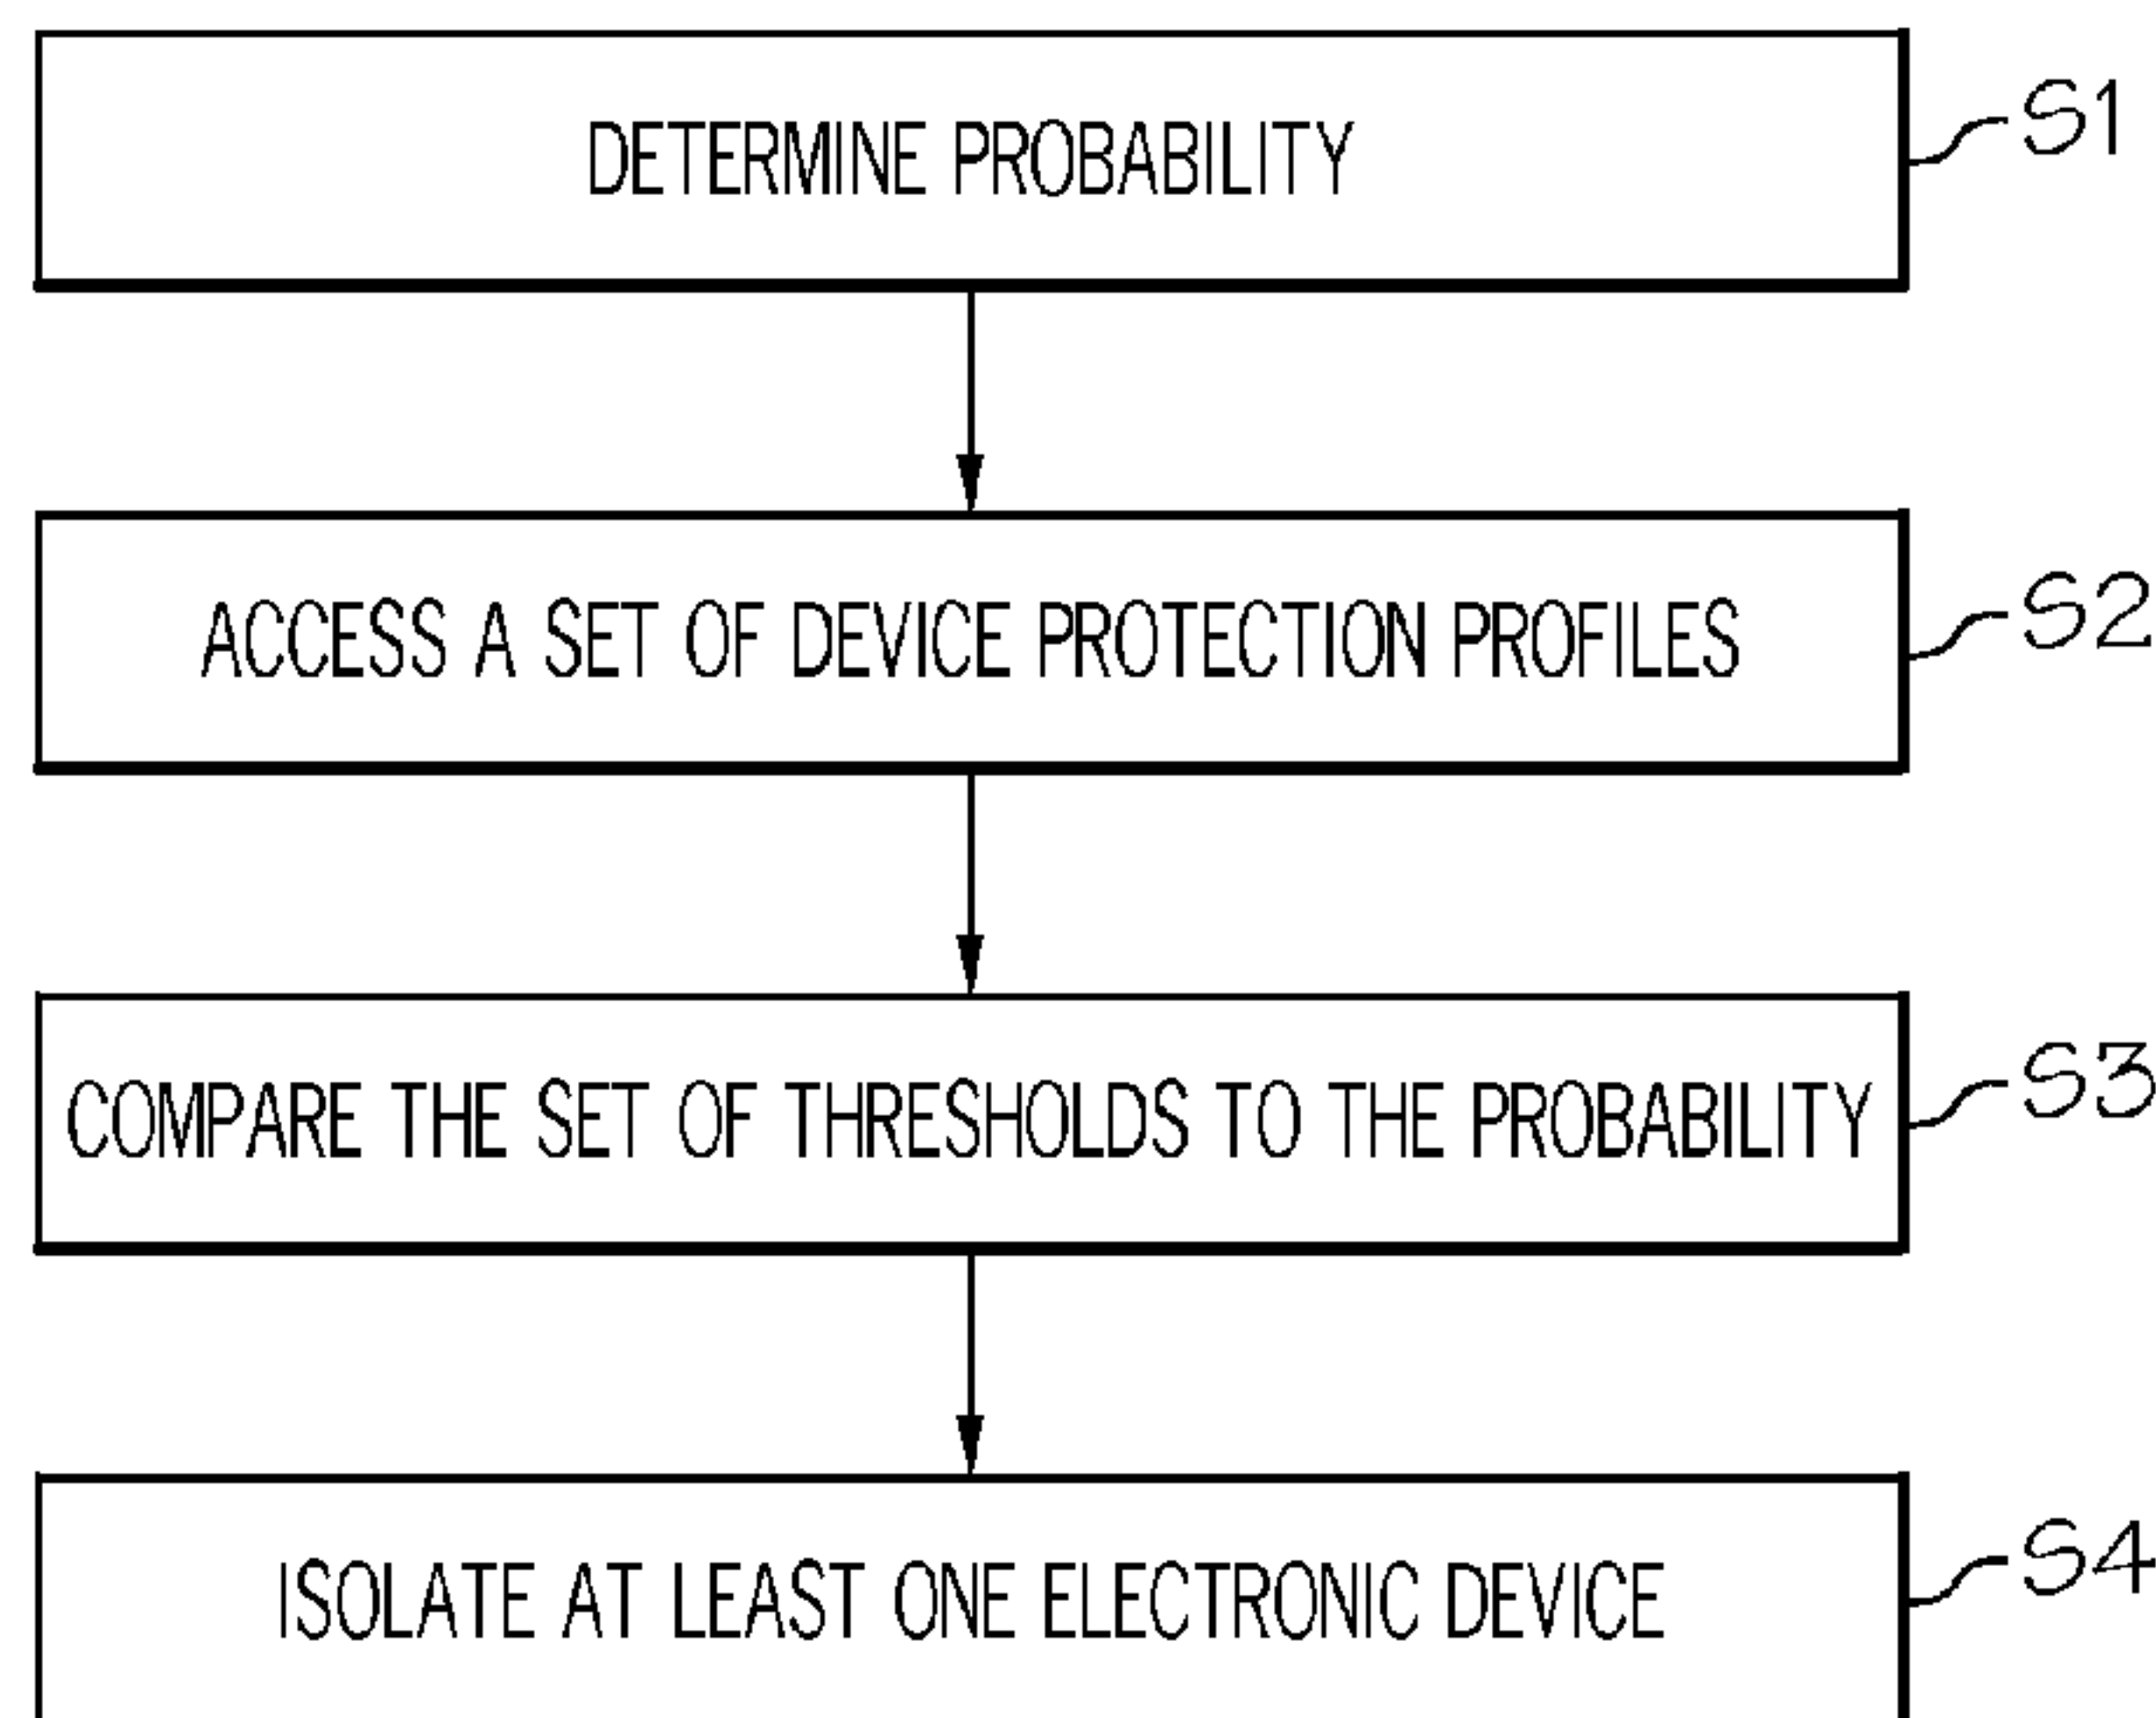 DETERMINE PROBABILITY
S1
ACCESS A SET OF DEVICE PROTECTION PROFILES
S2
COMPARE THE SET OF THRESHOLDS TO THE PROBABILITY
S3
ISOLATE AT LEAST ONE ELECTRONIC DEVICE
S4